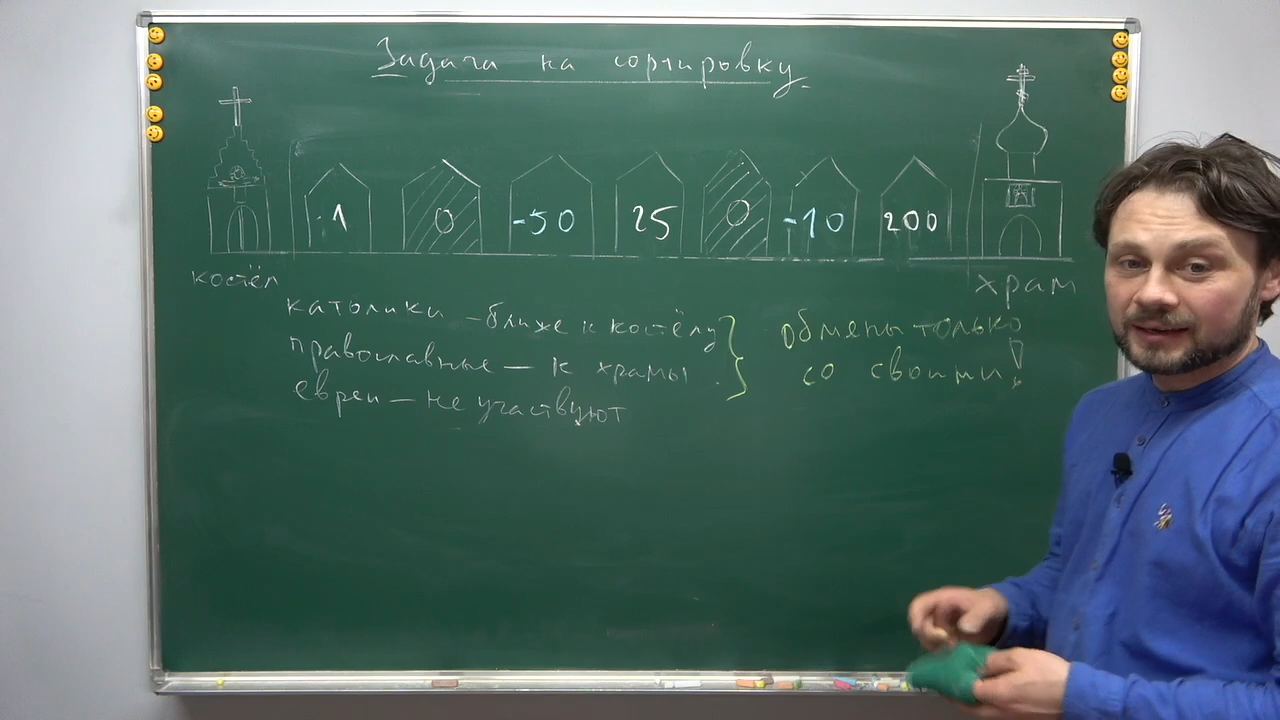 Задача на сортировку.
-1 0 -50 25 0 -10 200
костёл
храм
католики – ближе к костёлу
православные – к храмы
евреи – не участвуют
обмены только
со своими!